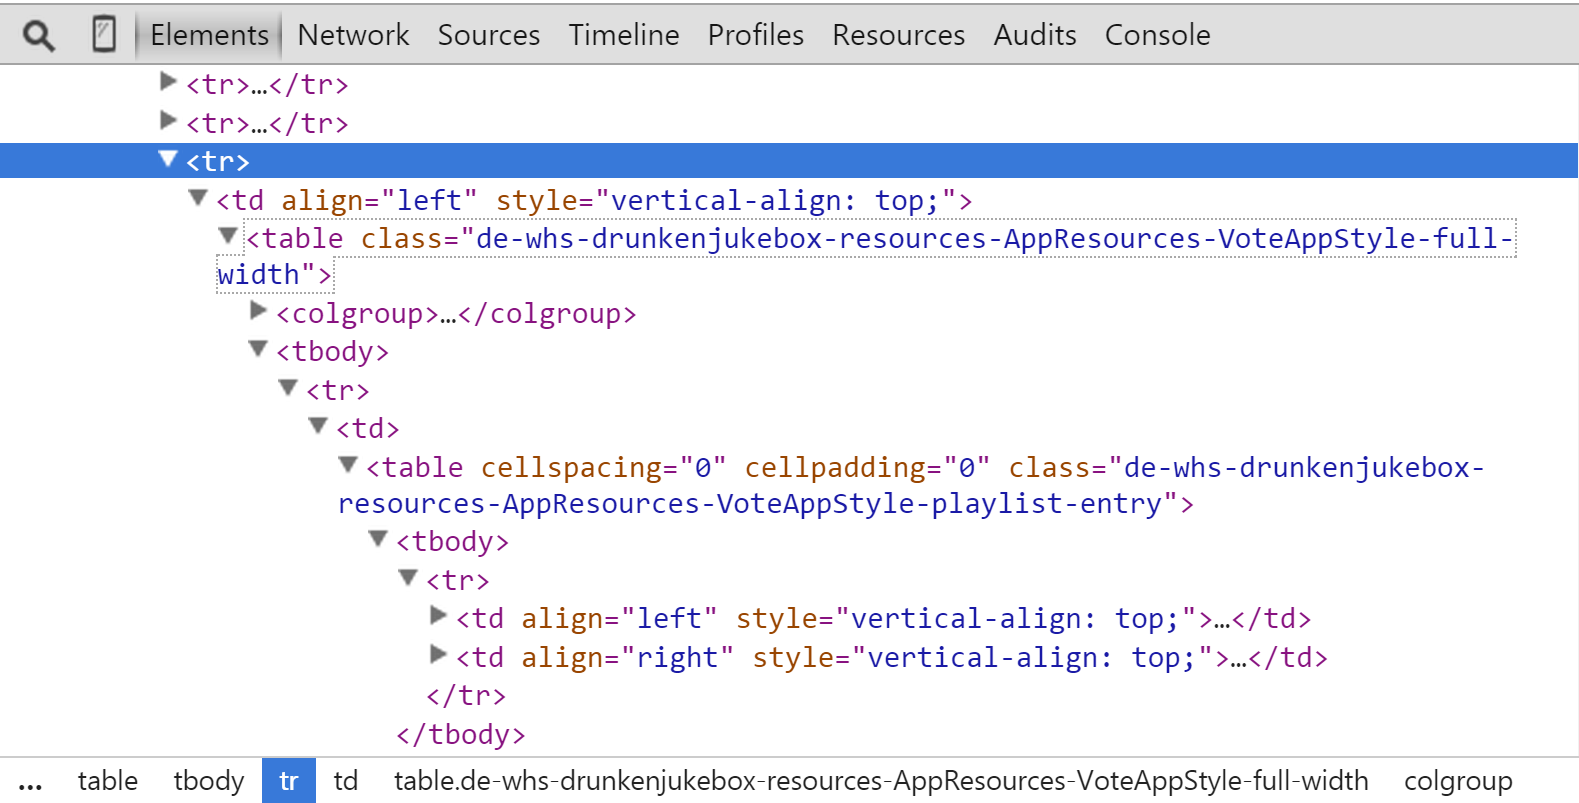 Elements Network Sources Timeline Profiles Resources Audits Console
<tr>…</tr>
<tr>…</tr>
<tr>
<td align="left" style="vertical-align: top;">
<table class="de-whs-drunkenjukebox-resources-AppResources-VoteAppStyle-full-
width">
<colgroup>…</colgroup>
<tbody>
<tr>
<td>
<table cellspacing="0" cellpadding="0" class="de-whs-drunkenjukebox-
resources-AppResources-VoteAppStyle-playlist-entry">
<tbody>
<tr>
<td align="left" style="vertical-align: top;">…</td>
<td align="right" style="vertical-align: top;">…</td>
</tr>
</tbody>
... table tbody tr td table.de-whs-drunkenjukebox-resources-AppResources-VoteAppStyle-full-width colgroup